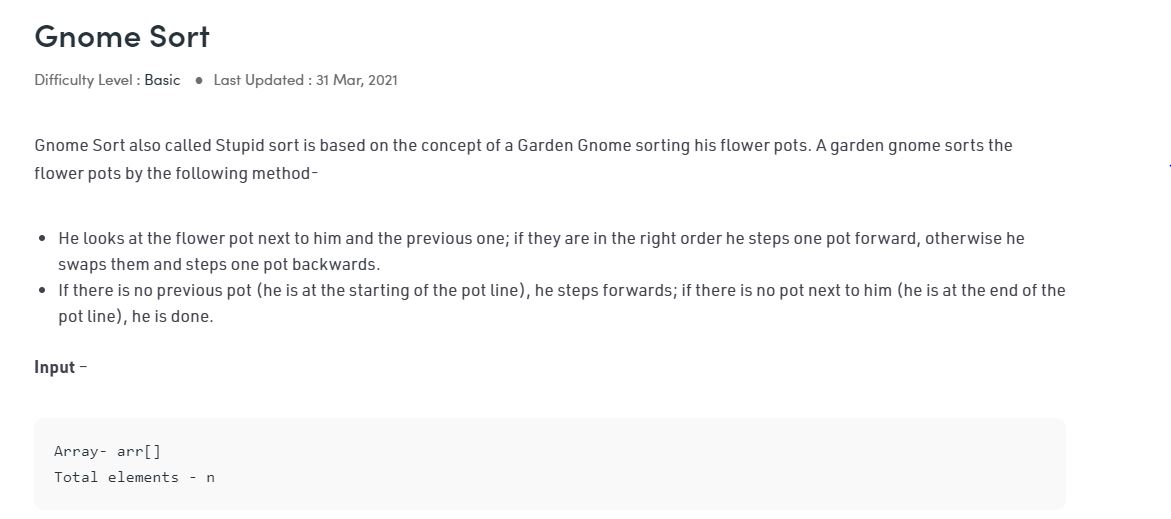 Gnome Sort
Difficulty Level : Basic ● Last Updated : 31 Mar, 2021
Gnome Sort also called Stupid sort is based on the concept of a Garden Gnome sorting his flower pots. A garden gnome sorts the
flower pots by the following method-
• He looks at the flower pot next to him and the previous one; if they are in the right order he steps one pot forward, otherwise he
swaps them and steps one pot backwards.
• If there is no previous pot (he is at the starting of the pot line), he steps forwards; if there is no pot next to him (he is at the end of the
pot line), he is done.
Input –
Array- arr[]
Total elements - n